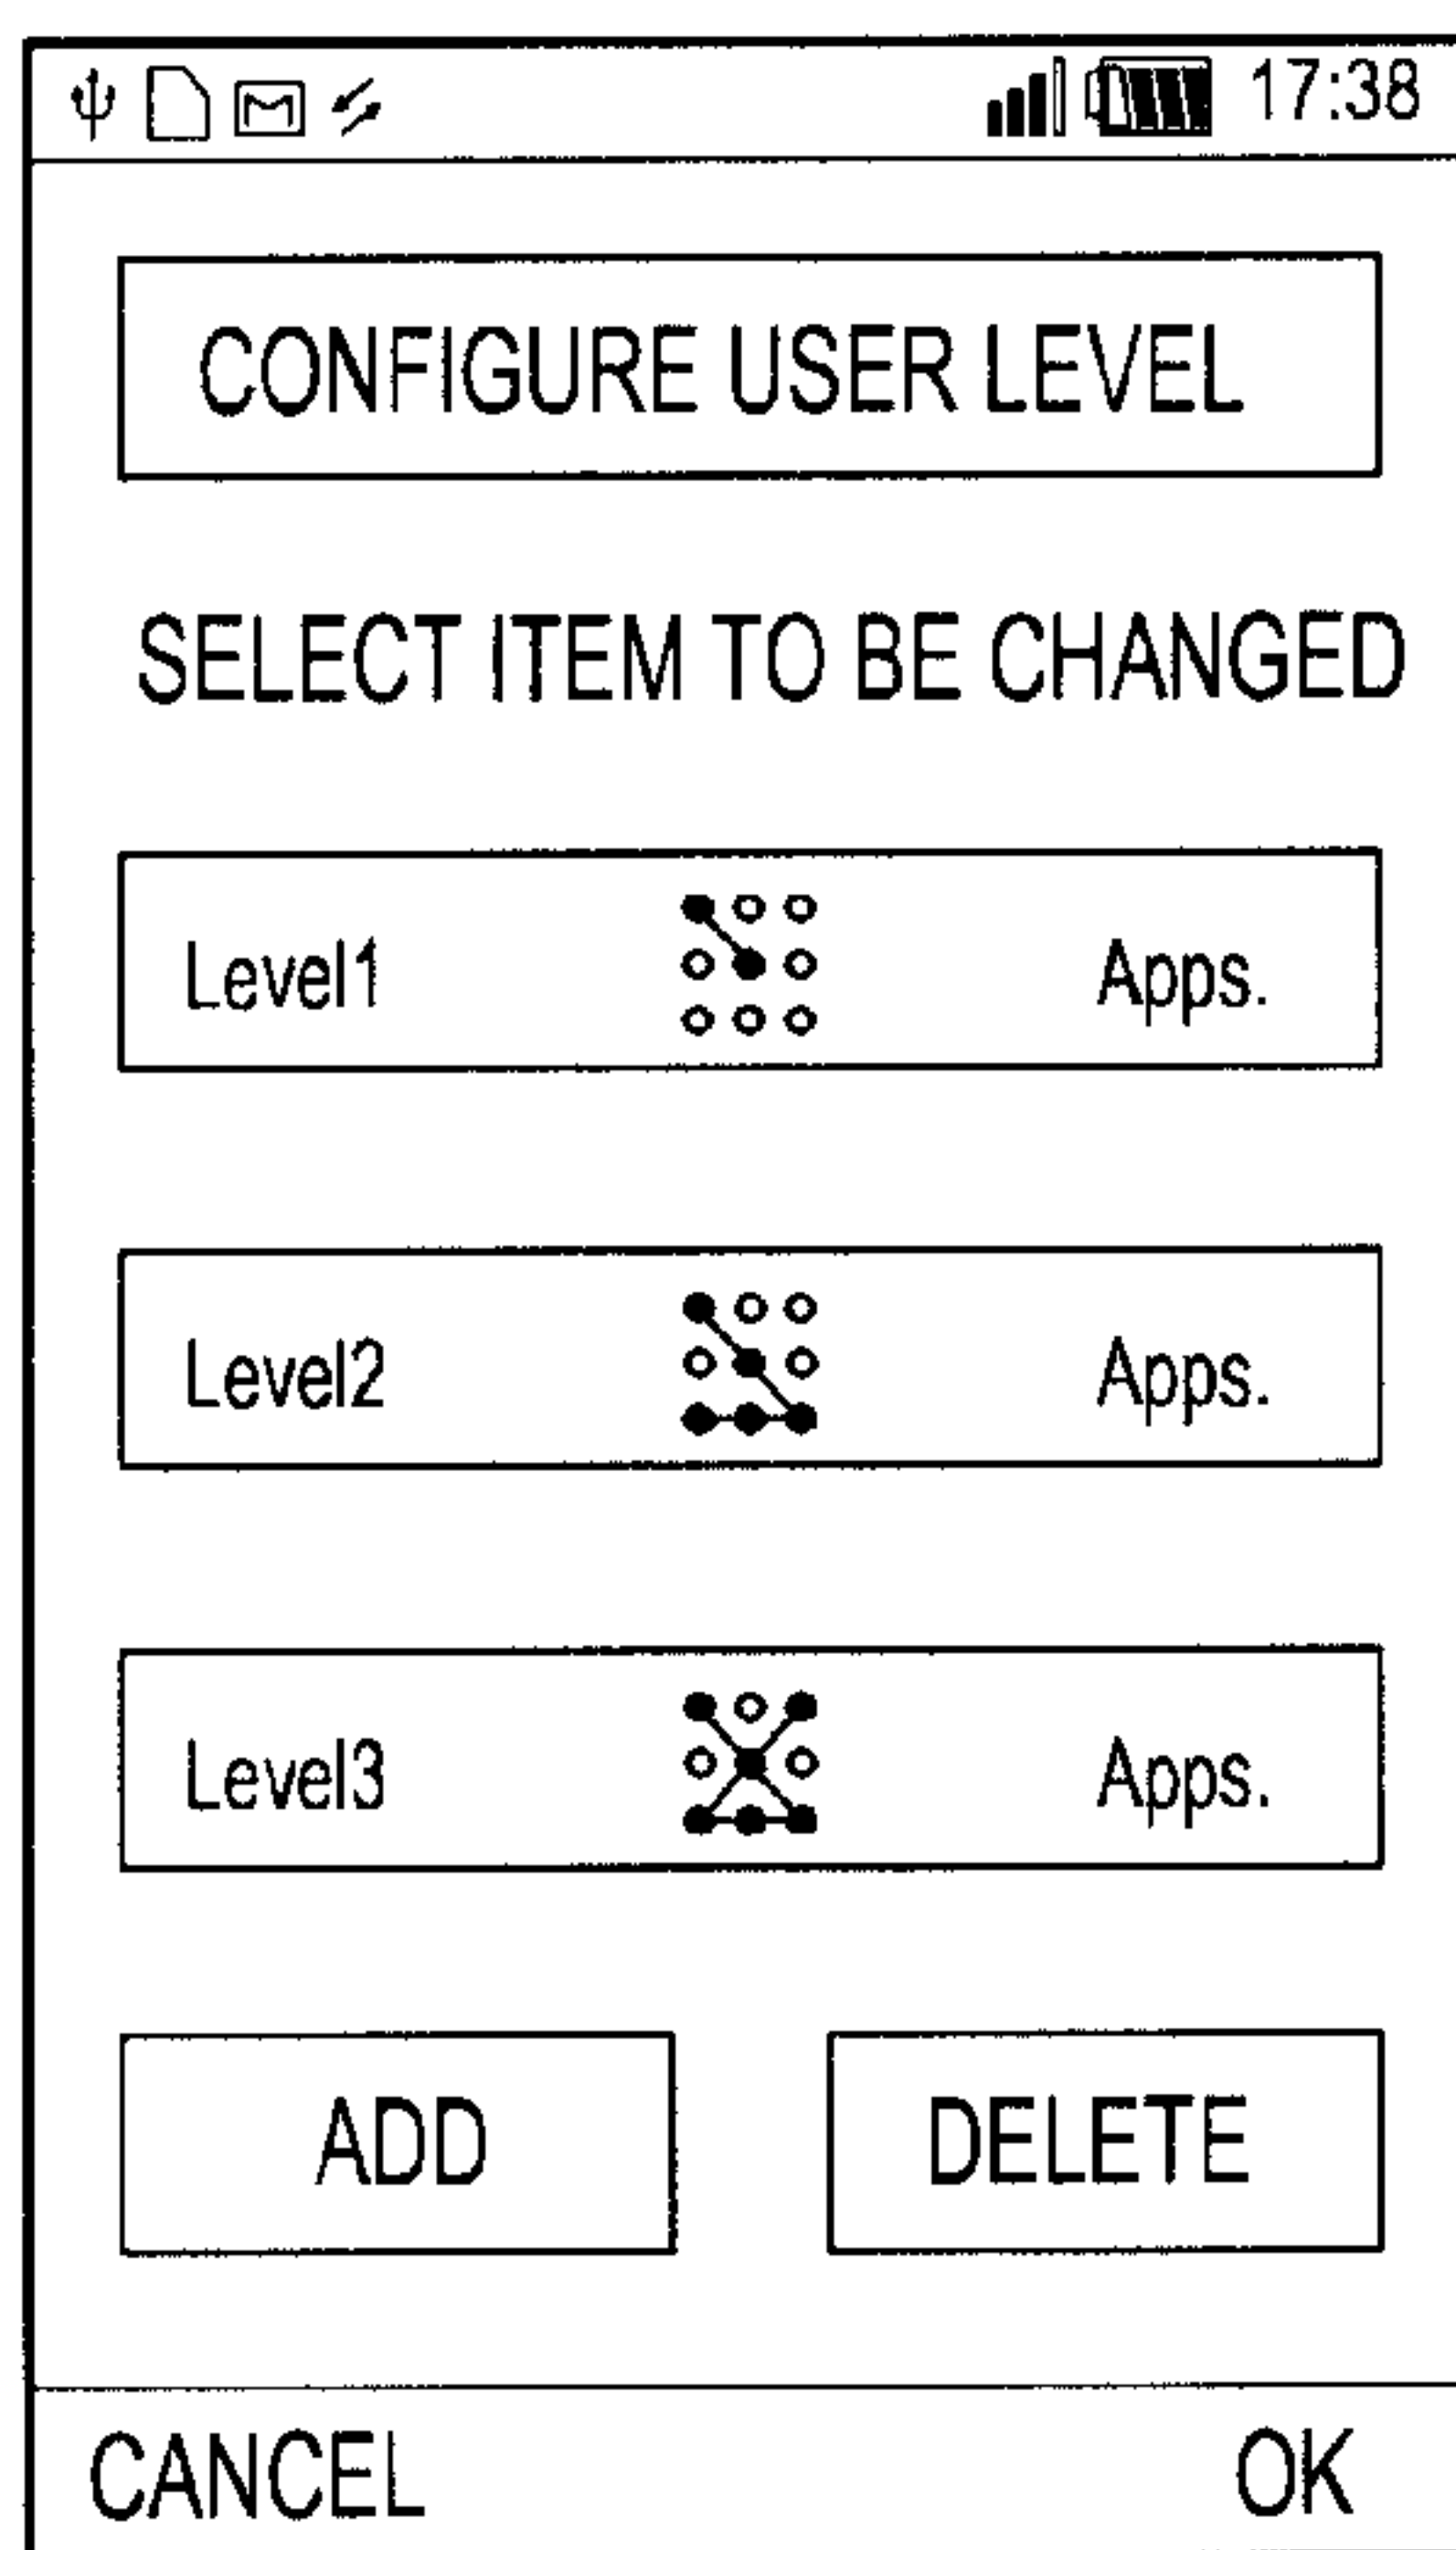 17:38
CONFIGURE USER LEVEL
SELECT ITEM TO BE CHANGED
Level1 Apps.
Level2 Apps.
Level3 Apps.
ADD DELETE
CANCEL OK